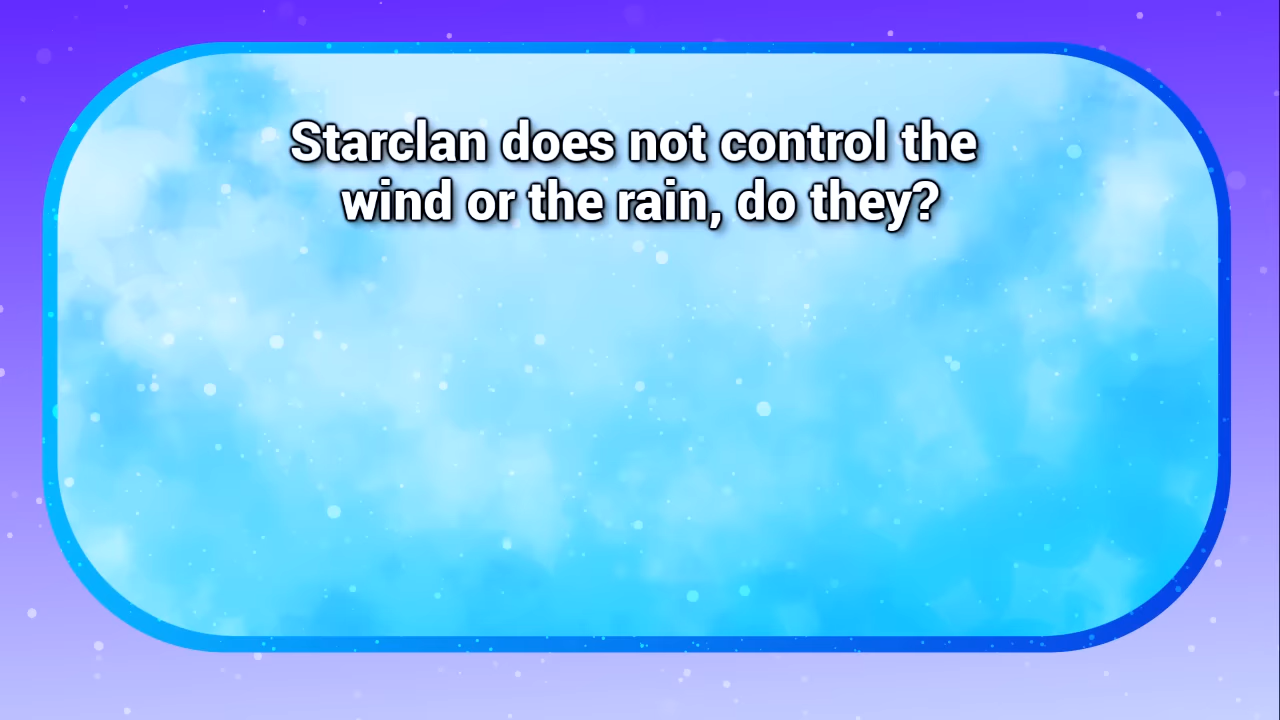 Starclan does not control the
wind or the rain, do they?